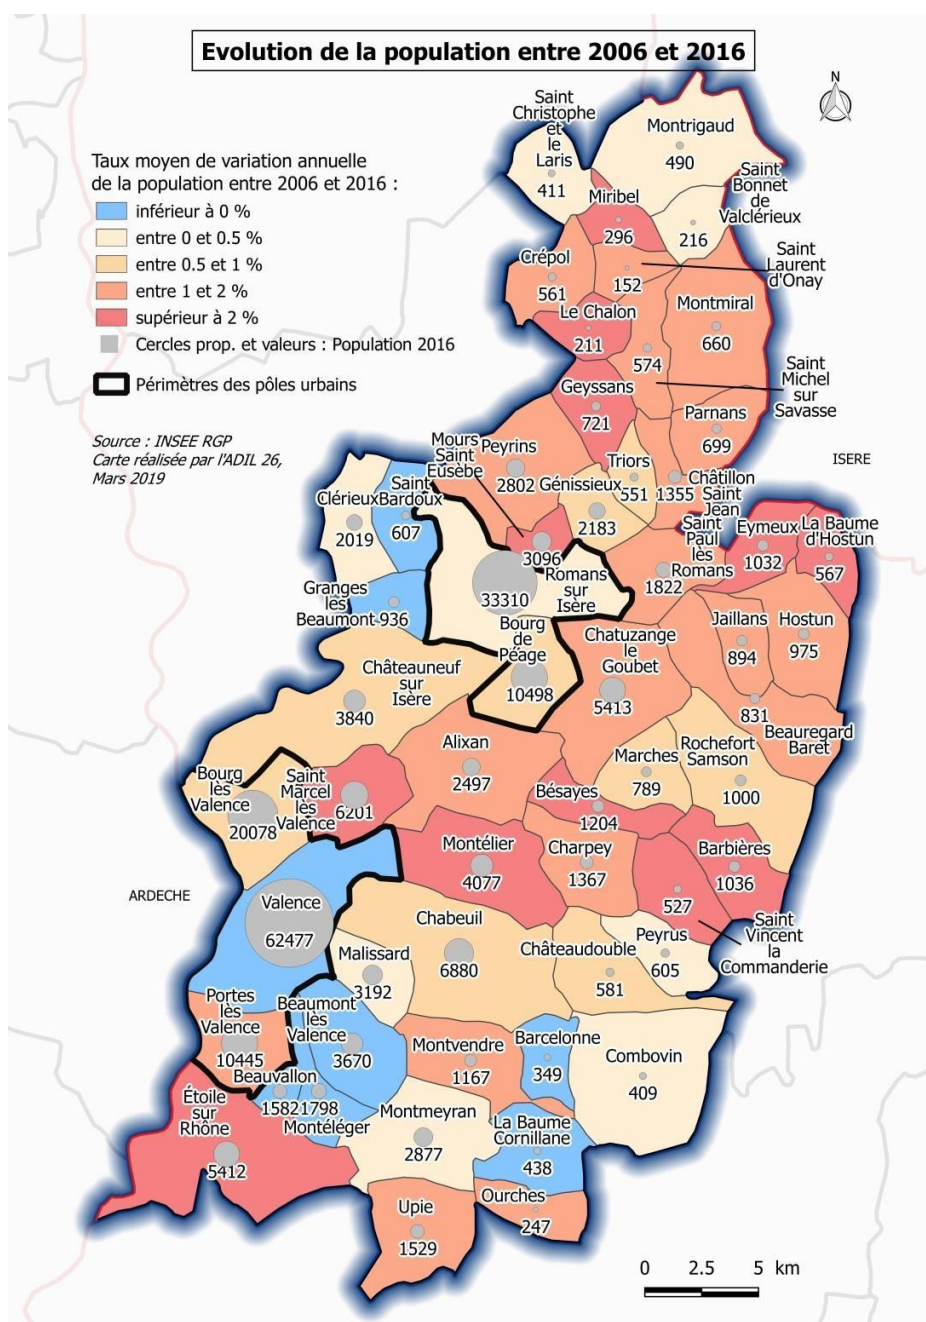 Evolution de la population entre 2006 et 2016
N
Taux moyen de variation annuelle
de la population entre 2006 et 2016 :
inférieur à 0 %
entre 0 et 0.5 %
entre 0.5 et 1 %
entre 1 et 2 %
supérieur à 2 %
Cercles prop. et valeurs : Population 2016
Périmètres des pôles urbains
Source : INSEE RGP
Carte réalisée par l'ADIL 26,
Mars 2019
Saint
Christophe
et
le
Laris
411
Montrigaud
490
Saint
Bonnet
de
Valclérieux
216
Miribel
296
Saint
Laurent
d'Onay
152
Crépol
561
Le Chalon
211
Montmiral
660
574
Saint
Michel
sur
Savasse
Geyssans
721
Parnans
699
ISERE
Mours
Saint
Eusèbe
3096
Peyrins
2802
Triors
551
Génissieux
2183
Châtillon
Saint
Jean
1355
Clérieux
2019
Saint
Bardoux
607
Saint
Paul
lès
Romans
1822
Eymeux
1032
La Baume
d'Hostun
567
Granges
les
Beaumont
936
33310
Romans
sur
Isère
Bourg
de
Péage
10498
Chatuzange
le
Goubet
5413
Jaillans
894
Hostun
975
831
Beauregard
Baret
Châteauneuf
sur
Isère
3840
Alixan
2497
Marches
789
Rochefort
Samson
1000
Bourg
lès
Valence
20078
Saint
Marcel
lès
Valence
6201
Bésayes
1204
Montélier
4077
Charpey
1367
Barbières
1036
527
Saint
Vincent
la
Commanderie
ARDECHE
Valence
62477
Chabeuil
6880
Châteaudouble
581
Peyrus
605
Malissard
3192
Portes
lès
Valence
10445
Beaumont
lès
Valence
3670
Montvendre
1167
Barcelonne
349
Combovin
409
Beauvallon
1582
1798
Montéléger
Étoile
sur
Rhône
5412
Montmeyran
2877
La Baume
Cornillane
438
Upie
1529
Ourches
247
0 2.5 5 km